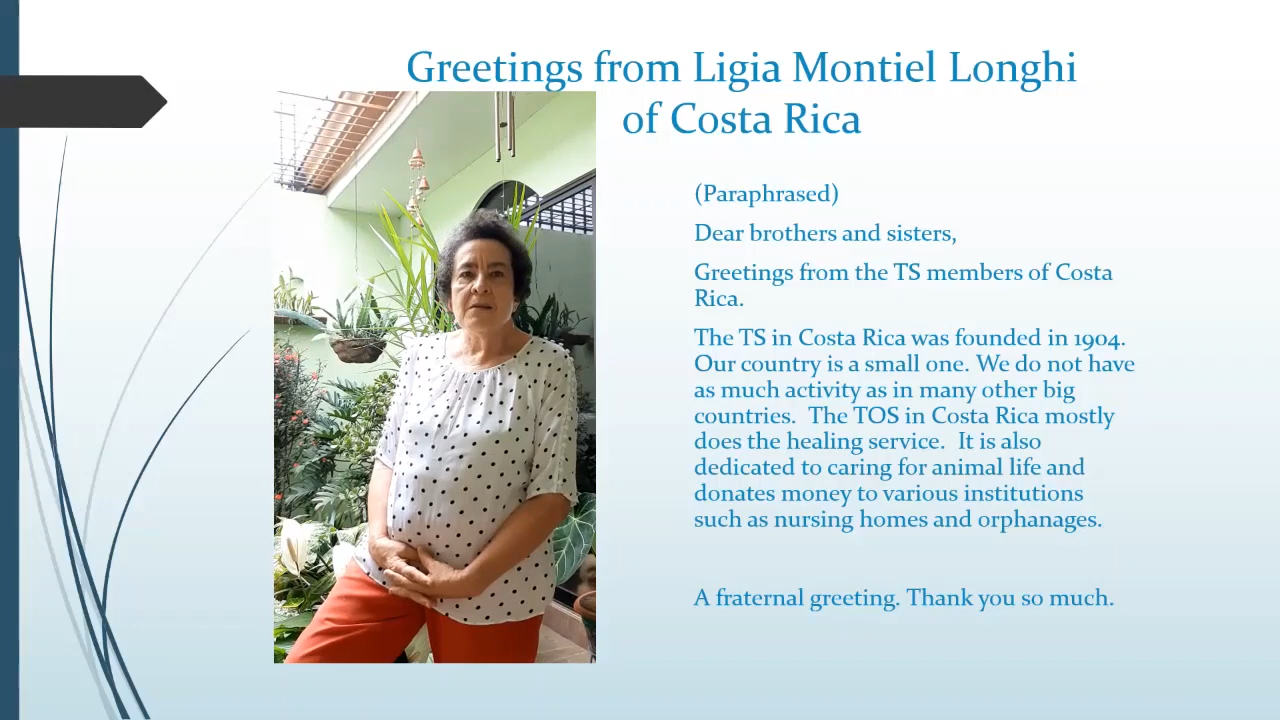 Greetings from Ligia Montiel Longhi
of Costa Rica
(Paraphrased)
Dear brothers and sisters,
Greetings from the TS members of Costa
Rica.
The TS in Costa Rica was founded in 1904.
Our country is a small one. We do not have
as much activity as in many other big
countries.  The TOS in Costa Rica mostly
does the healing service.  It is also
dedicated to caring for animal life and
donates money to various institutions
such as nursing homes and orphanages.
A fraternal greeting. Thank you so much.